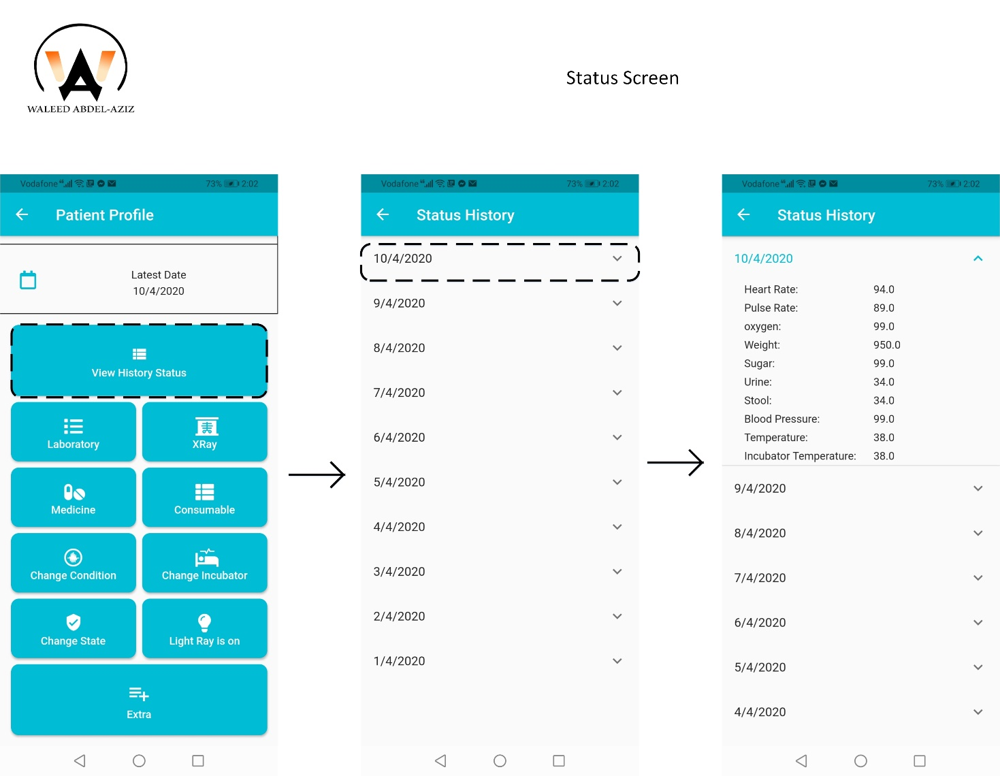 WALEED ABDEL-AZIZ
Status Screen
Vodafone 4G 73% 2:02
Patient Profile
Latest Date
10/4/2020
View History Status
Laboratory
XRay
Medicine
Consumable
Change Condition
Change Incubator
Change State
Light Ray is on
Extra
Vodafone 4G 73% 2:02
Status History
10/4/2020
9/4/2020
8/4/2020
7/4/2020
6/4/2020
5/4/2020
4/4/2020
3/4/2020
2/4/2020
1/4/2020
Vodafone 4G 73% 2:02
Status History
10/4/2020
Heart Rate: 94.0
Pulse Rate: 89.0
oxygen: 99.0
Weight: 950.0
Sugar: 99.0
Urine: 34.0
Stool: 34.0
Blood Pressure: 99.0
Temperature: 38.0
Incubator Temperature: 38.0
9/4/2020
8/4/2020
7/4/2020
6/4/2020
5/4/2020
4/4/2020